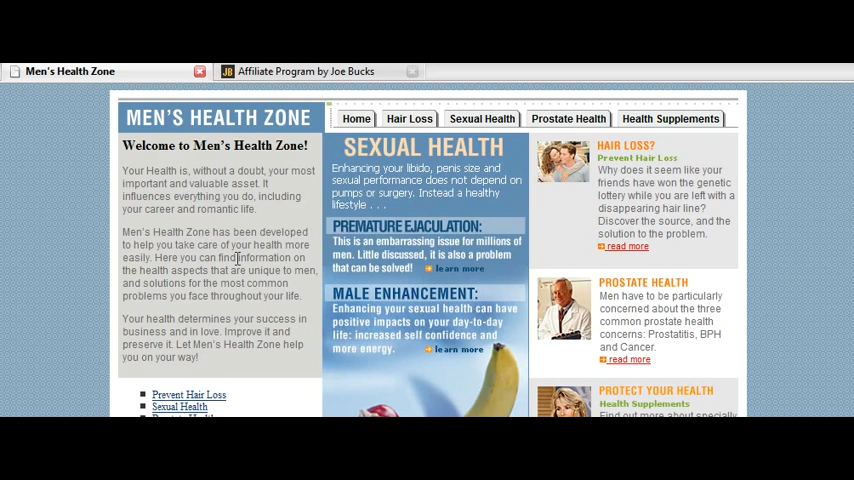 Men's Health Zone
JB Affiliate Program by Joe Bucks
MEN'S HEALTH ZONE
Home
Hair Loss
Sexual Health
Prostate Health
Health Supplements
Welcome to Men's Health Zone!
Your Health is, without a doubt, your most
important and valuable asset. It
influences everything you do, including
your career and romantic life.
Men's Health Zone has been developed
to help you take care of your health more
easily. Here you can find information on
the health aspects that are unique to men,
and solutions for the most common
problems you face throughout your life.
Your health determines your success in
business and in love. Improve it and
preserve it. Let Men's Health Zone help
you on your way!
Prevent Hair Loss
Sexual Health
SEXUAL HEALTH
Enhancing your libido, penis size and
sexual performance does not depend on
pumps or surgery. Instead a healthy
lifestyle . . .
PREMATURE EJACULATION:
This is an embarrassing issue for millions of
men. Little discussed, it is also a problem
that can be solved! learn more
MALE ENHANCEMENT:
Enhancing your sexual health can have
positive impacts on your day-to-day
life: increased self confidence and
more energy. learn more
HAIR LOSS?
Prevent Hair Loss
Why does it seem like your
friends have won the genetic
lottery while you are left with a
disappearing hair line?
Discover the source, and the
solution to the problem.
read more
PROSTATE HEALTH
Men have to be particularly
concerned about the three
common prostate health
concerns: Prostatitis, BPH
and Cancer.
read more
PROTECT YOUR HEALTH
Health Supplements
Find out more about specially